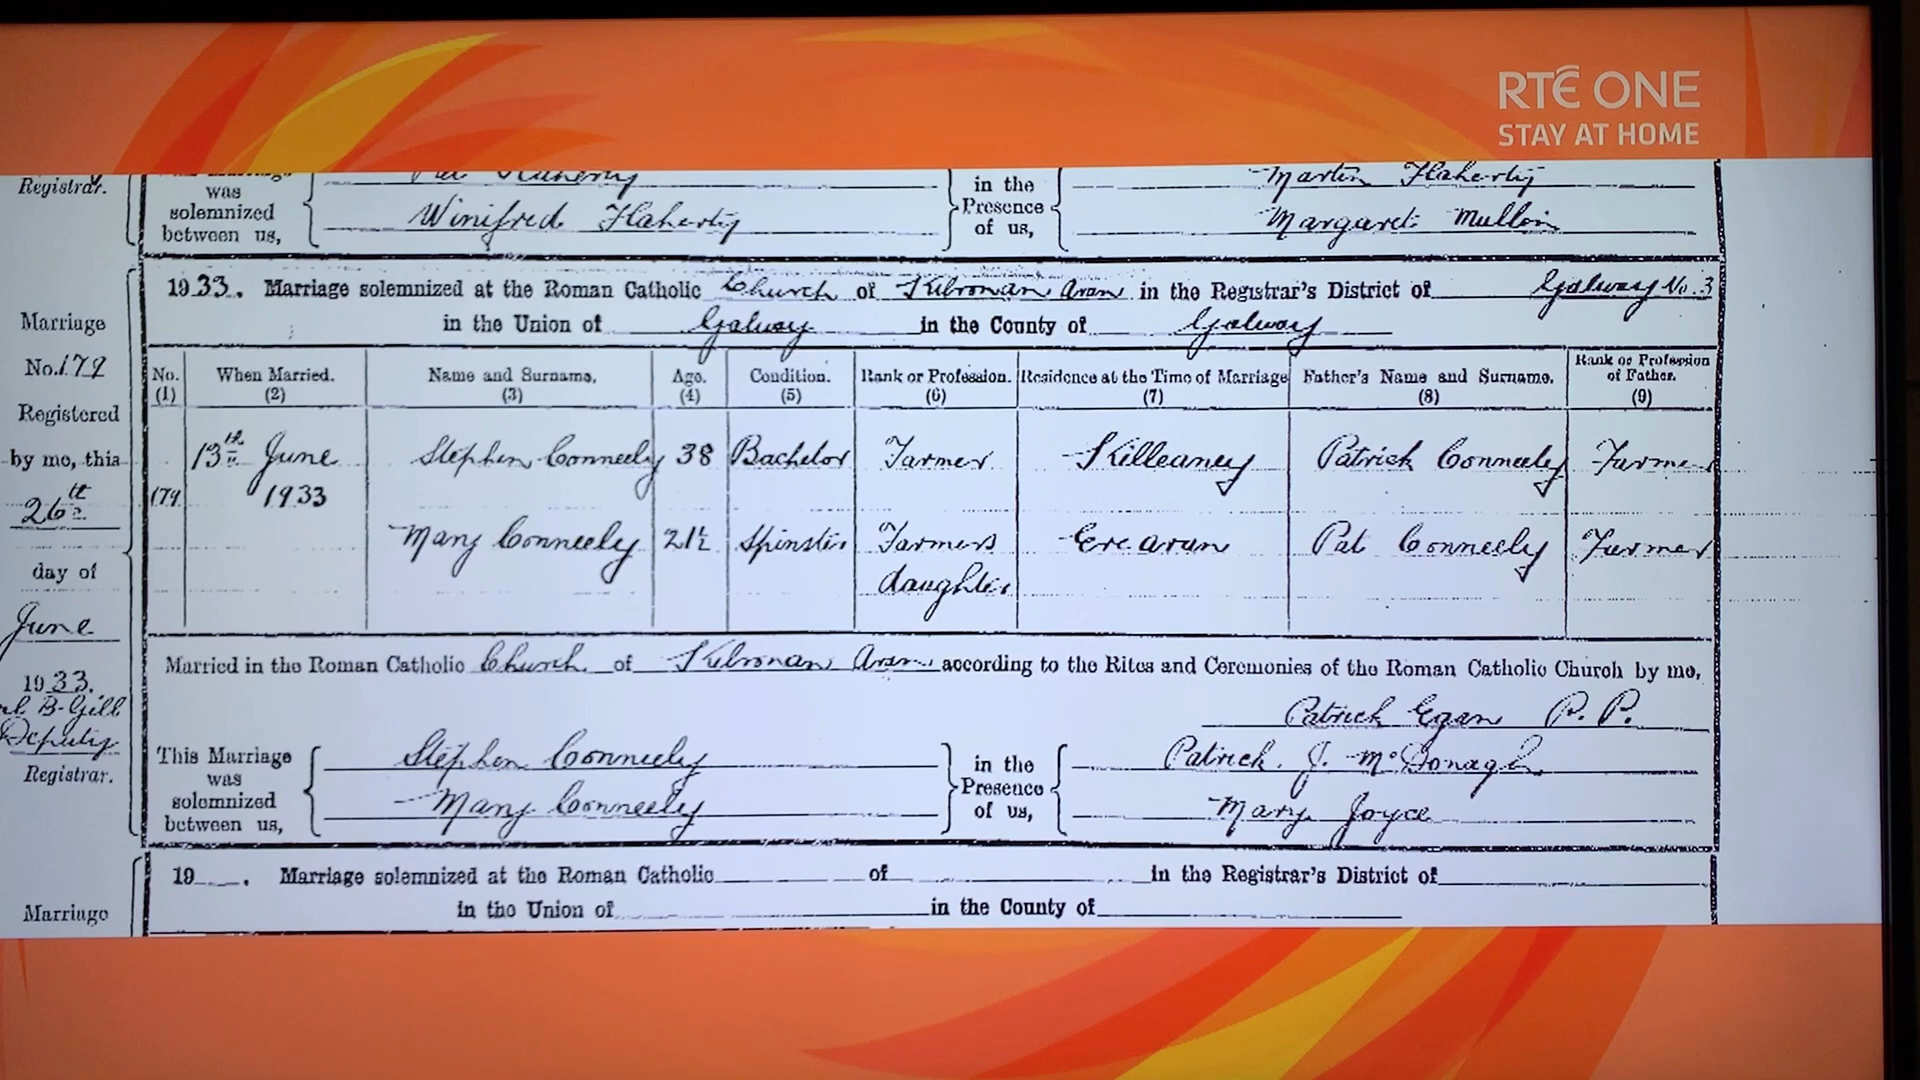 RTÉ ONE
STAY AT HOME
Registrar.
was
solemnized
between us,
Flaherty
Winifred Flaherty
in the
Presence
of us,
Martin Flaherty
Margaret Mullin
1933. Marriage solemnized at the Roman Catholic Church of Kilronan Aran in the Registrar's District of Galway No. 3
in the Union of Galway in the County of Galway
Marriage
No. 179
Registered
by me, this
26th
day of
June
1933.
B. Gill
Deputy
Registrar.
No. (1) When Married. (2) Name and Surname. (3) Age. (4) Condition. (5) Rank or Profession. (6) Residence at the Time of Marriage (7) Father's Name and Surname. (8) Rank or Profession of Father. (9)
179 13th June 1933 Stephen Conneely 38 Bachelor Farmer Killeaney Patrick Conneely Farmer
Mary Conneely 21½ Spinster Farmers daughter Pat Conneely Farmer
Married in the Roman Catholic Church of Kilronan Aran according to the Rites and Ceremonies of the Roman Catholic Church by me,
Patrick Egan P. P.
This Marriage
was
solemnized
between us,
Stephen Conneely
Mary Conneely
in the
Presence
of us,
Patrick J. McDonagh
Mary Joyce
19 . Marriage solemnized at the Roman Catholic of in the Registrar's District of
in the Union of in the County of
Marriage